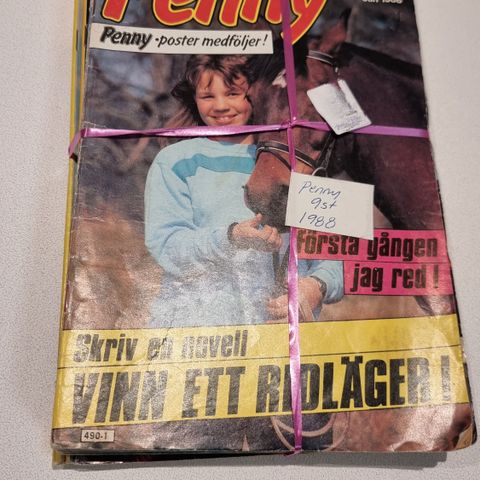 Penny
1988
Penny-poster medföljer!
Penny
9st
1988
Första gången
jag red!
Skriv en novell
VINN ETT RIDLÄGER!
490-1